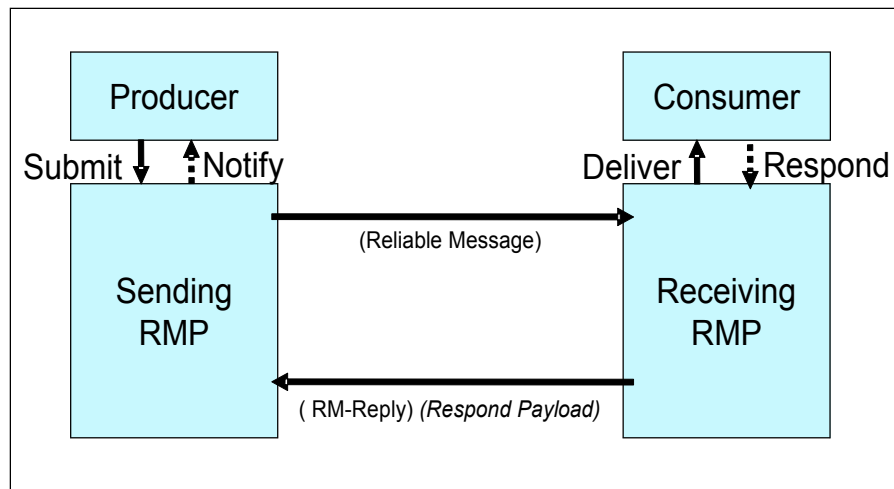 Producer
Consumer
Submit
Notify
Deliver
Respond
(Reliable Message)
Sending
RMP
Receiving
RMP
( RM-Reply) (Respond Payload)